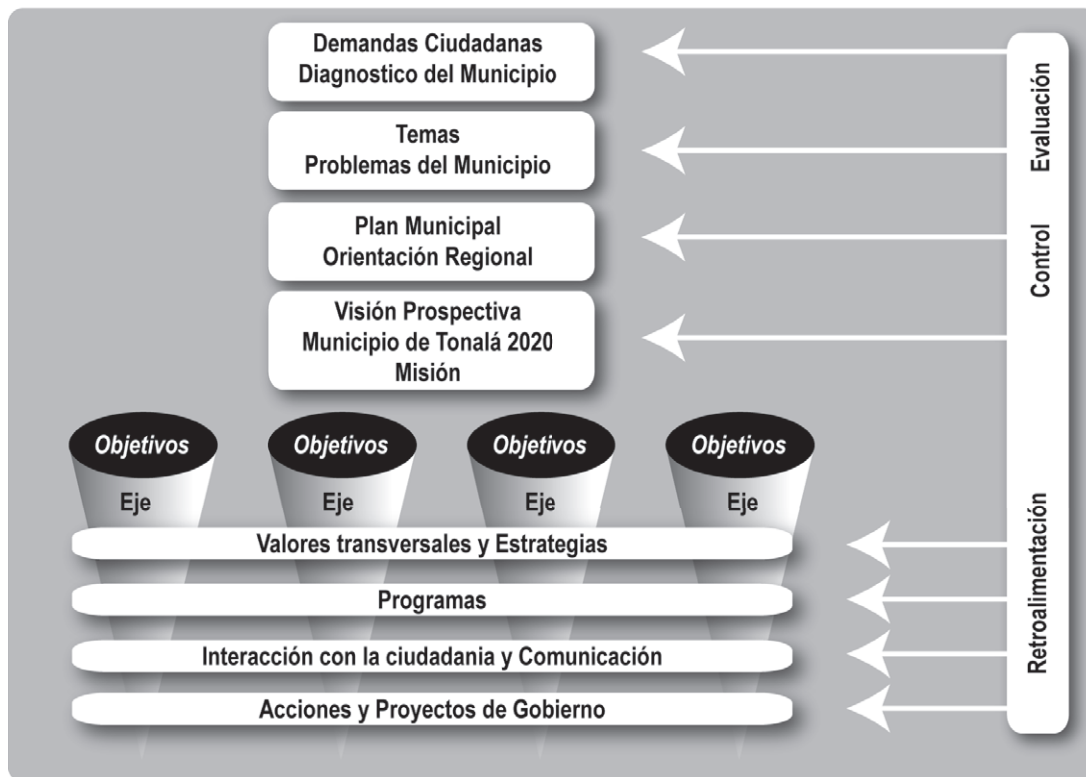 Demandas Ciudadanas
Diagnostico del Municipio
Temas
Problemas del Municipio
Plan Municipal
Orientación Regional
Visión Prospectiva
Municipio de Tonalá 2020
Misión
Objetivos
Objetivos
Objetivos
Objetivos
Eje
Eje
Eje
Eje
Valores transversales y Estrategias
Programas
Interacción con la ciudadania y Comunicación
Acciones y Proyectos de Gobierno
Evaluación
Control
Retroalimentación